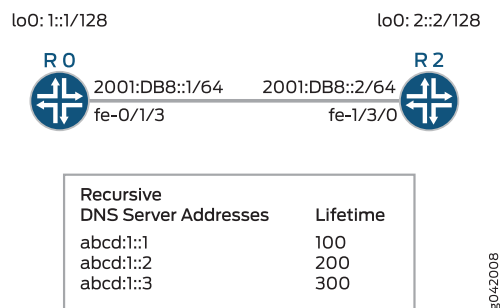 lo0: 1::1/128
lo0: 2::2/128
R 0
R 2
2001:DB8::1/64
2001:DB8::2/64
fe-0/1/3
fe-1/3/0
Recursive
DNS Server Addresses Lifetime
abcd:1::1 100
abcd:1::2 200
abcd:1::3 300
g042008